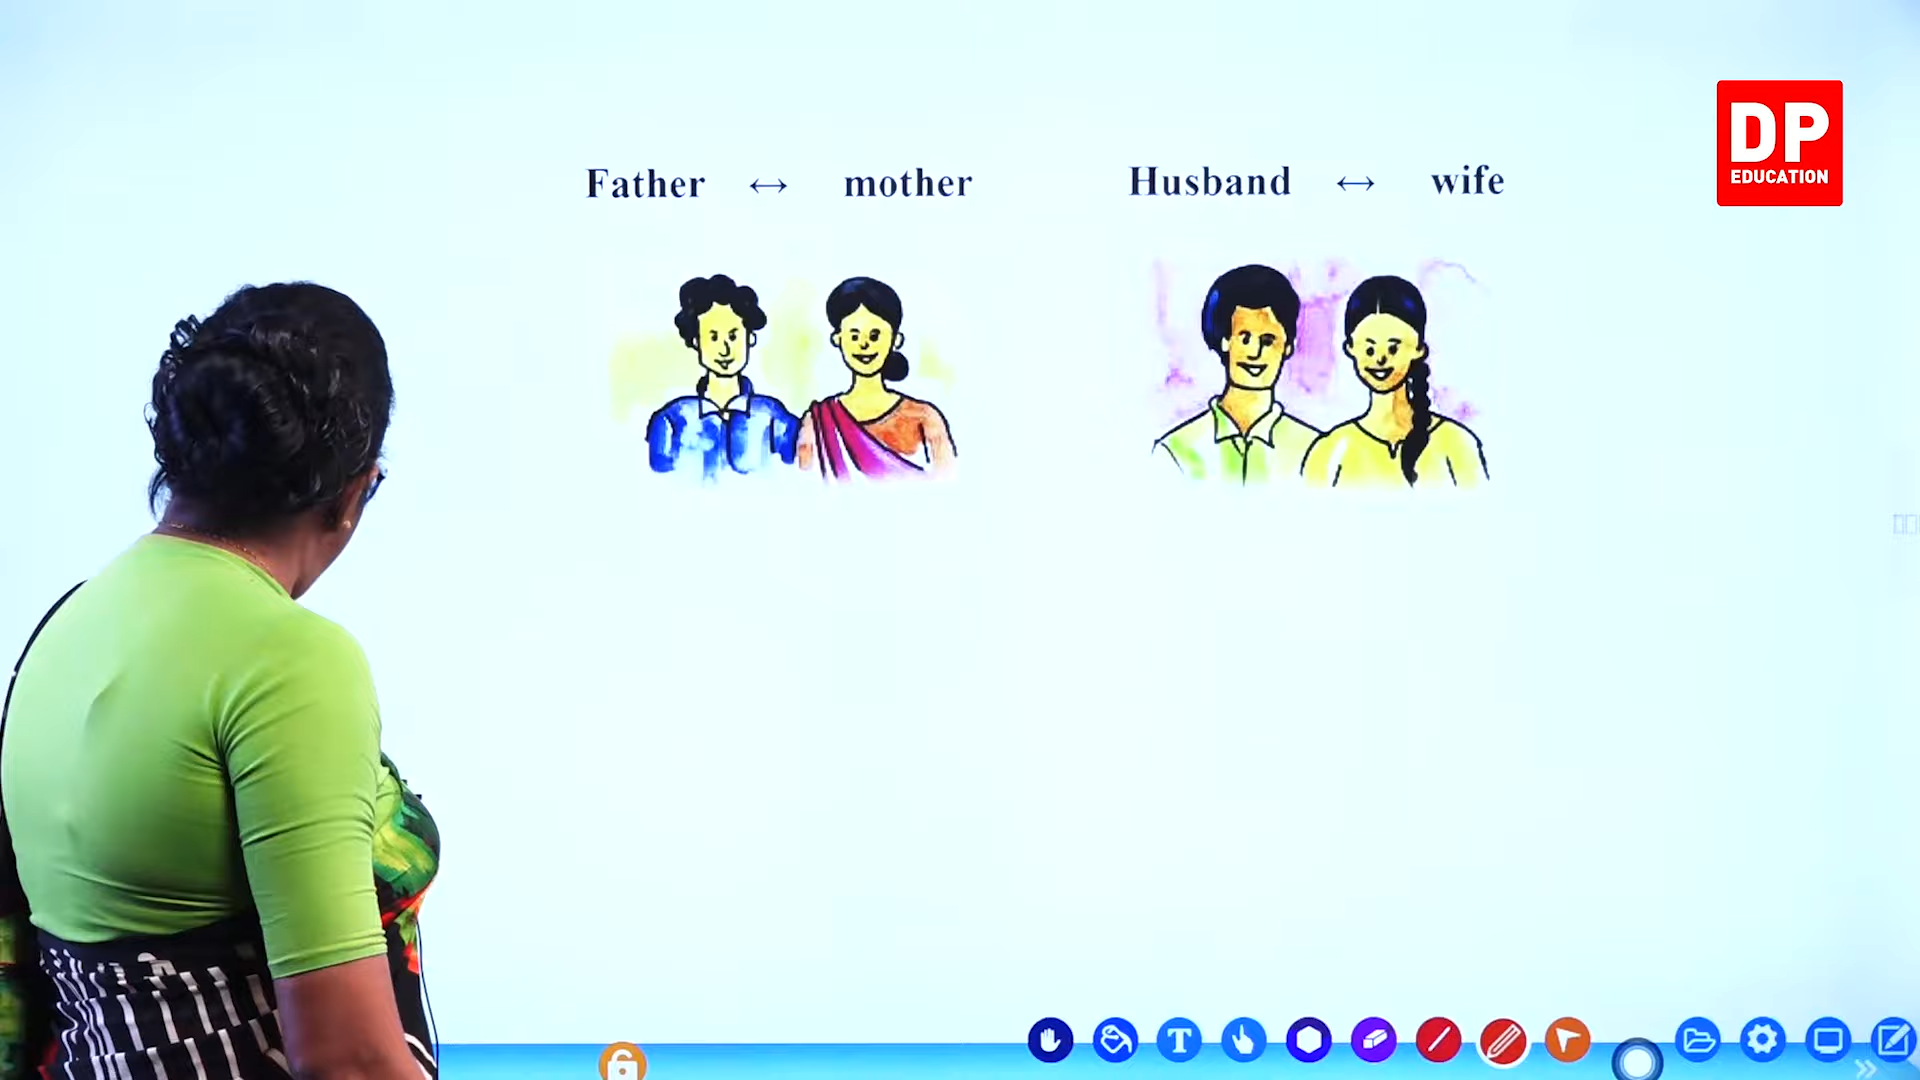 Father ↔ mother
Husband ↔ wife
DP
EDUCATION
T